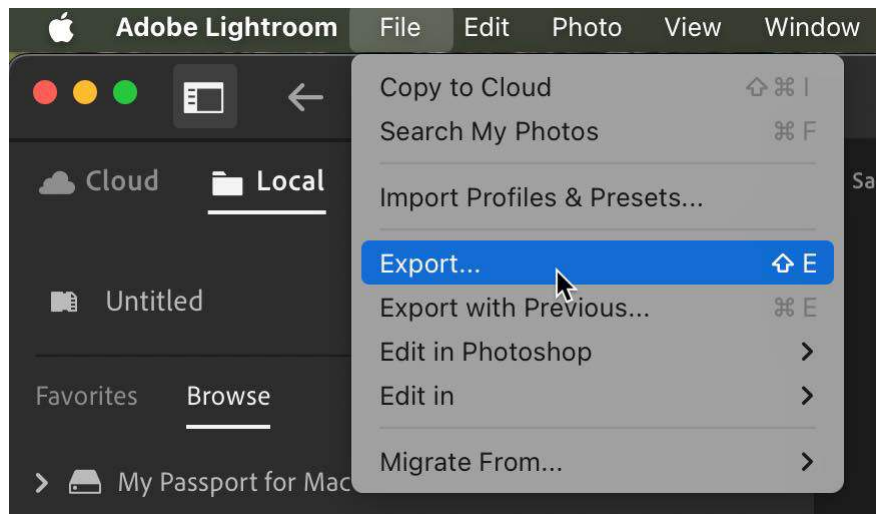 Adobe Lightroom File Edit Photo View Window
Copy to Cloud ⇧ ⌘ I
Search My Photos ⌘ F
Cloud Local
Sa
Import Profiles & Presets...
Export... ⇧ E
Untitled
Export with Previous... ⌘ E
Edit in Photoshop
Favorites Browse
Edit in
Migrate From...
My Passport for Mac